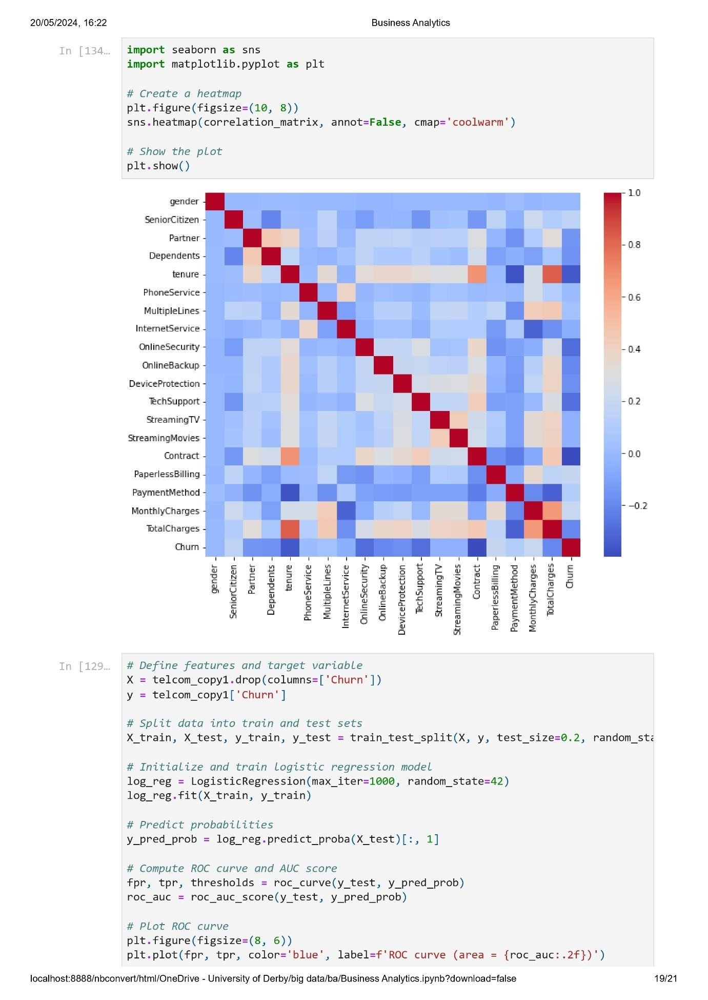 20/05/2024, 16:22
Business Analytics
In [134…
import seaborn as sns
import matplotlib.pyplot as plt
# Create a heatmap
plt.figure(figsize=(10, 8))
sns.heatmap(correlation_matrix, annot=False, cmap='coolwarm')
# Show the plot
plt.show()
gender
SeniorCitizen
Partner
Dependents
tenure
PhoneService
MultipleLines
InternetService
OnlineSecurity
OnlineBackup
DeviceProtection
TechSupport
StreamingTV
StreamingMovies
Contract
PaperlessBilling
PaymentMethod
MonthlyCharges
TotalCharges
Churn
gender
SeniorCitizen
Partner
Dependents
tenure
PhoneService
MultipleLines
InternetService
OnlineSecurity
OnlineBackup
DeviceProtection
TechSupport
StreamingTV
StreamingMovies
Contract
PaperlessBilling
PaymentMethod
MonthlyCharges
TotalCharges
Churn
1.0
0.8
0.6
0.4
0.2
0.0
−0.2
In [129…
# Define features and target variable
X = telcom_copy1.drop(columns=['Churn'])
y = telcom_copy1['Churn']
# Split data into train and test sets
X_train, X_test, y_train, y_test = train_test_split(X, y, test_size=0.2, random_sta
# Initialize and train logistic regression model
log_reg = LogisticRegression(max_iter=1000, random_state=42)
log_reg.fit(X_train, y_train)
# Predict probabilities
y_pred_prob = log_reg.predict_proba(X_test)[:, 1]
# Compute ROC curve and AUC score
fpr, tpr, thresholds = roc_curve(y_test, y_pred_prob)
roc_auc = roc_auc_score(y_test, y_pred_prob)
# Plot ROC curve
plt.figure(figsize=(8, 6))
plt.plot(fpr, tpr, color='blue', label=f'ROC curve (area = {roc_auc:.2f})')
localhost:8888/nbconvert/html/OneDrive - University of Derby/big data/ba/Business Analytics.ipynb?download=false
19/21